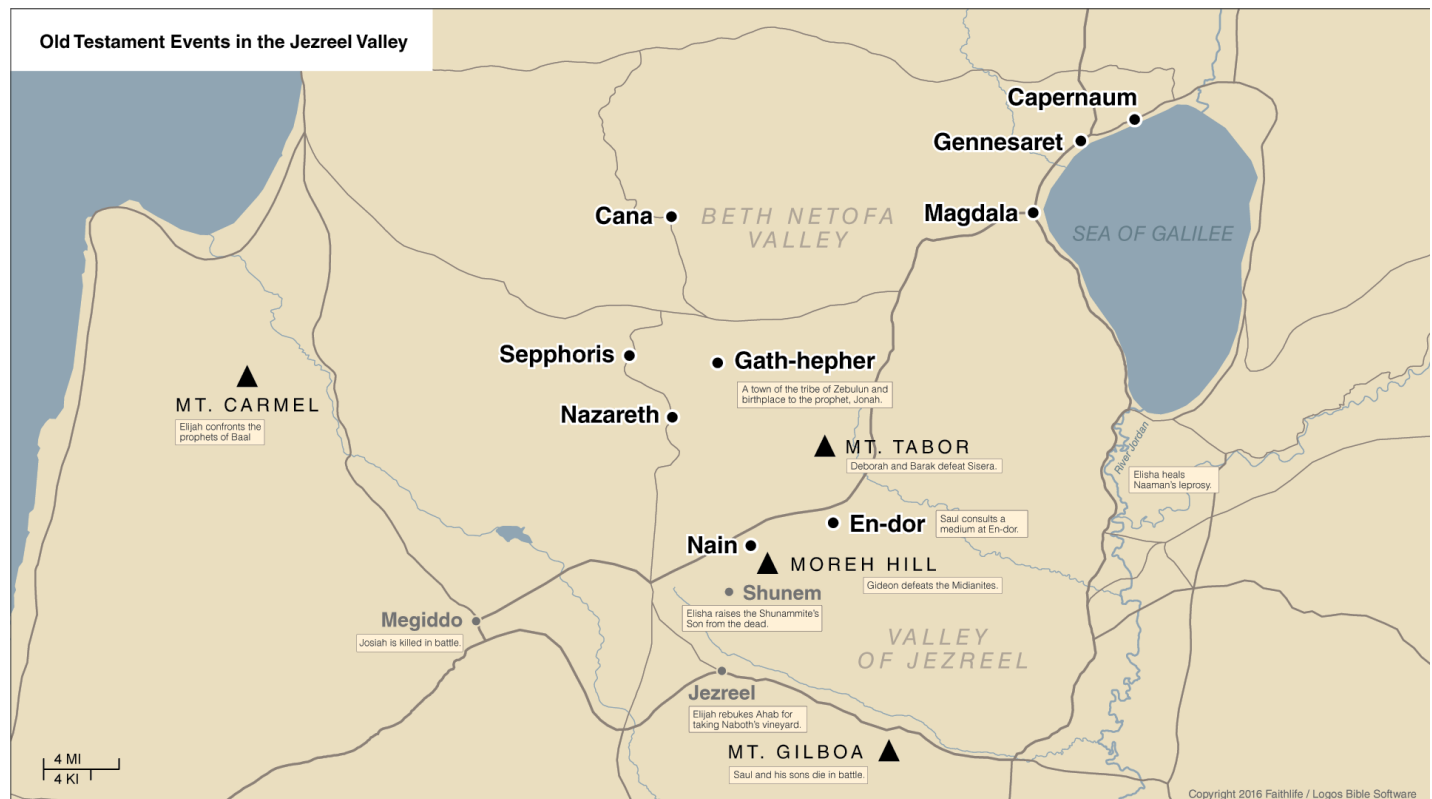 Old Testament Events in the Jezreel Valley
Capernaum
Gennesaret
Magdala
SEA OF GALILEE
Cana
BETH NETOFA
VALLEY
Sepphoris
Gath-hepher
A town of the tribe of Zebulun and
birthplace to the prophet, Jonah.
MT. CARMEL
Elijah confronts the
prophets of Baal
Nazareth
MT. TABOR
Deborah and Barak defeat Sisera.
River Jordan
Elisha heals
Naaman's leprosy.
En-dor
Saul consults a
medium at En-dor.
Nain
MOREH HILL
Gideon defeats the Midianites.
Shunem
Elisha raises the Shunammite's
Son from the dead.
Megiddo
Josiah is killed in battle.
VALLEY
OF JEZREEL
Jezreel
Elijah rebukes Ahab for
taking Naboth's vineyard.
MT. GILBOA
Saul and his sons die in battle.
4 MI
4 KI
Copyright 2016 Faithlife / Logos Bible Software